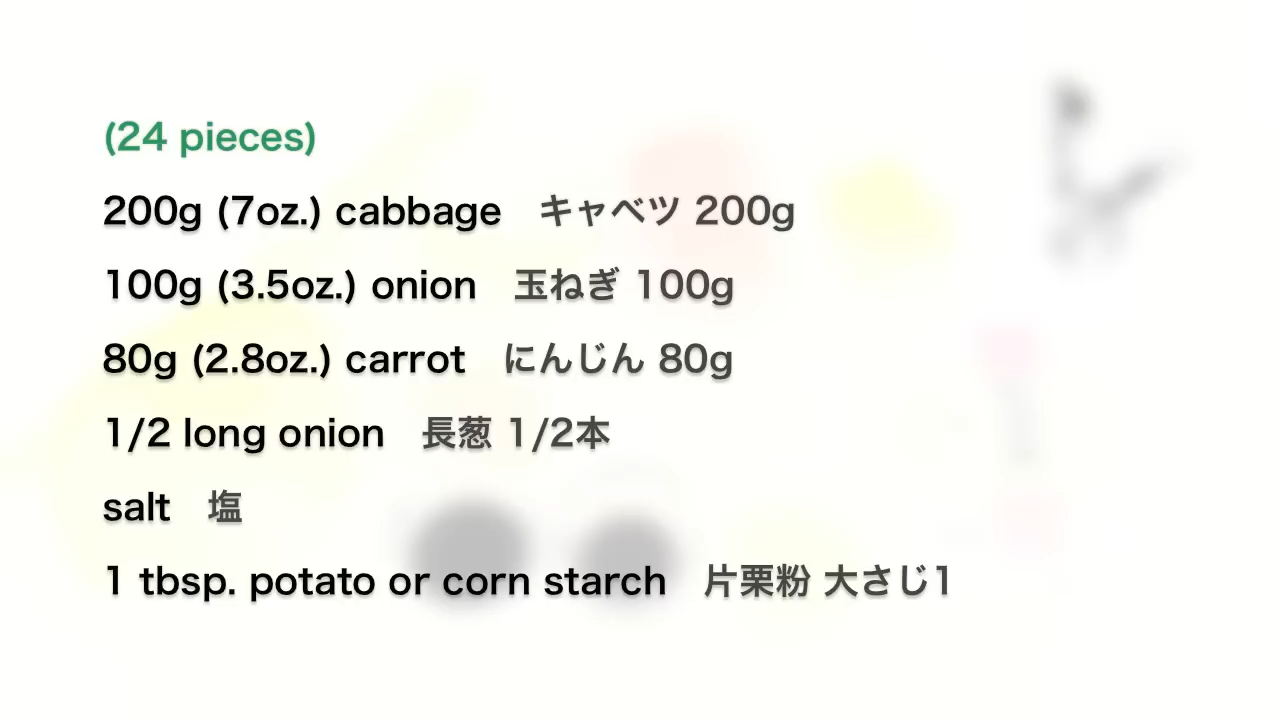 (24 pieces)
200g (7oz.) cabbage　キャベツ 200g
100g (3.5oz.) onion　玉ねぎ 100g
80g (2.8oz.) carrot　にんじん 80g
1/2 long onion　長葱 1/2本
salt　塩
1 tbsp. potato or corn starch　片栗粉 大さじ1